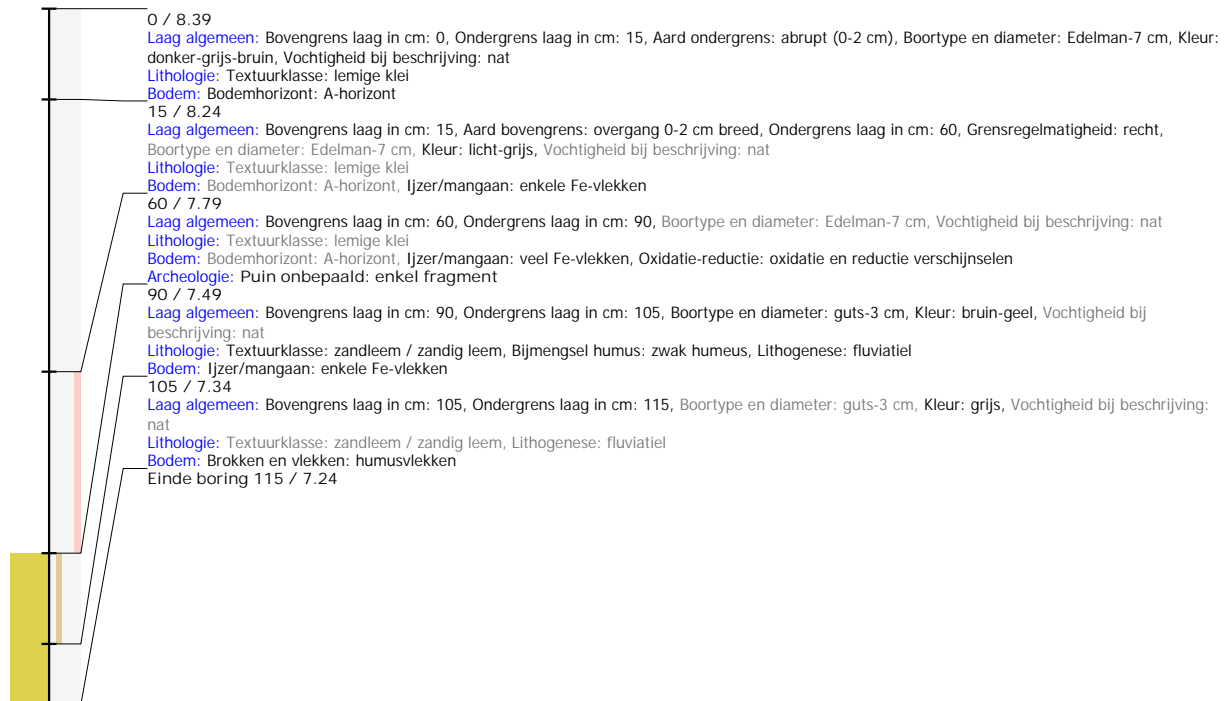 0 / 8.39
Laag algemeen: Bovengrens laag in cm: 0, Ondergrens laag in cm: 15, Aard ondergrens: abrupt (0-2 cm), Boortype en diameter: Edelman-7 cm, Kleur:
donker-grijs-bruin, Vochtigheid bij beschrijving: nat
Lithologie: Textuurklasse: lemige klei
Bodem: Bodemhorizont: A-horizont
15 / 8.24
Laag algemeen: Bovengrens laag in cm: 15, Aard bovengrens: overgang 0-2 cm breed, Ondergrens laag in cm: 60, Grensregelmatigheid: recht,
Boortype en diameter: Edelman-7 cm, Kleur: licht-grijs, Vochtigheid bij beschrijving: nat
Lithologie: Textuurklasse: lemige klei
Bodem: Bodemhorizont: A-horizont, Ijzer/mangaan: enkele Fe-vlekken
60 / 7.79
Laag algemeen: Bovengrens laag in cm: 60, Ondergrens laag in cm: 90, Boortype en diameter: Edelman-7 cm, Vochtigheid bij beschrijving: nat
Lithologie: Textuurklasse: lemige klei
Bodem: Bodemhorizont: A-horizont, Ijzer/mangaan: veel Fe-vlekken, Oxidatie-reductie: oxidatie en reductie verschijnselen
Archeologie: Puin onbepaald: enkel fragment
90 / 7.49
Laag algemeen: Bovengrens laag in cm: 90, Ondergrens laag in cm: 105, Boortype en diameter: guts-3 cm, Kleur: bruin-geel, Vochtigheid bij
beschrijving: nat
Lithologie: Textuurklasse: zandleem / zandig leem, Bijmengsel humus: zwak humeus, Lithogenese: fluviatiel
Bodem: Ijzer/mangaan: enkele Fe-vlekken
105 / 7.34
Laag algemeen: Bovengrens laag in cm: 105, Ondergrens laag in cm: 115, Boortype en diameter: guts-3 cm, Kleur: grijs, Vochtigheid bij beschrijving:
nat
Lithologie: Textuurklasse: zandleem / zandig leem, Lithogenese: fluviatiel
Bodem: Brokken en vlekken: humusvlekken
Einde boring 115 / 7.24